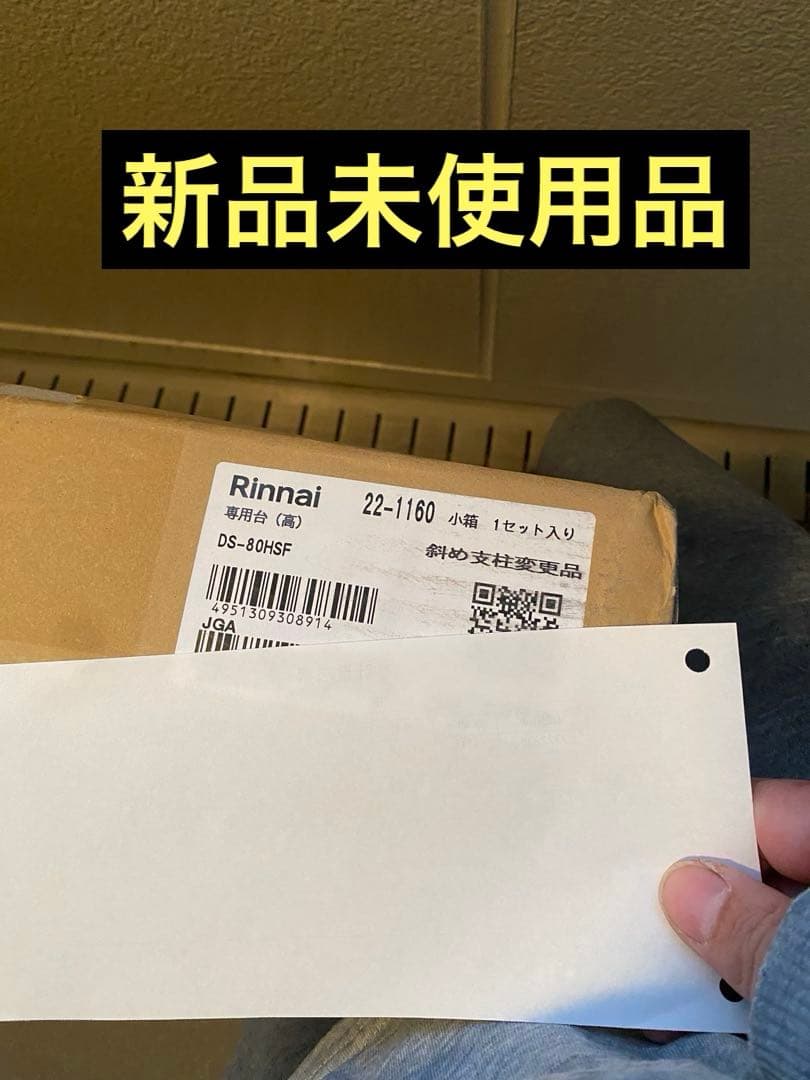 新品未使用品
Rinnai 22-1160 小箱 1セット入り
専用台（高）
DS-80HSF
斜め支柱変更品
4951309308914
JGA